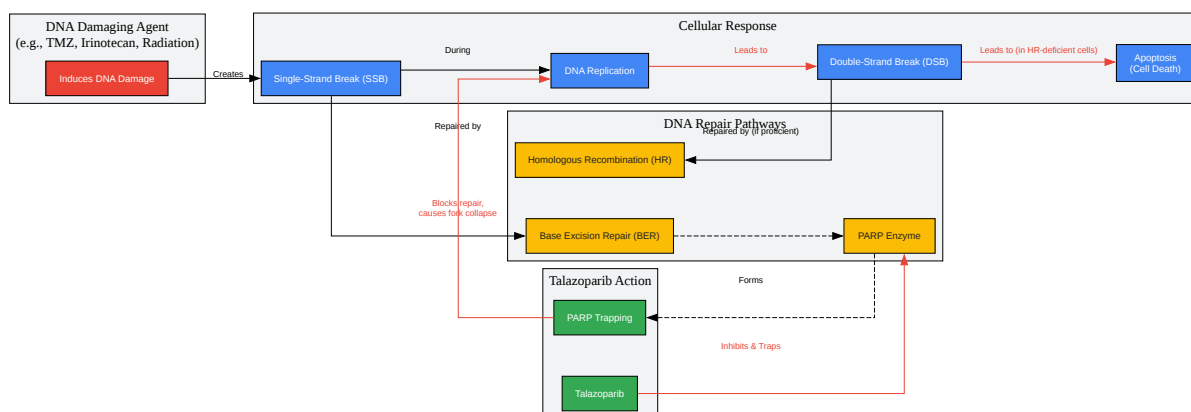 DNA Damaging Agent
(e.g., TMZ, Irinotecan, Radiation)
Induces DNA Damage
Creates
Cellular Response
Single-Strand Break (SSB)
During
DNA Replication
Leads to
Double-Strand Break (DSB)
Leads to (in HR-deficient cells)
Apoptosis
(Cell Death)
Repaired by
DNA Repair Pathways
Repaired by (if proficient)
Homologous Recombination (HR)
Blocks repair,
causes fork collapse
Base Excision Repair (BER)
PARP Enzyme
Talazoparib Action
Forms
PARP Trapping
Inhibits & Traps
Talazoparib